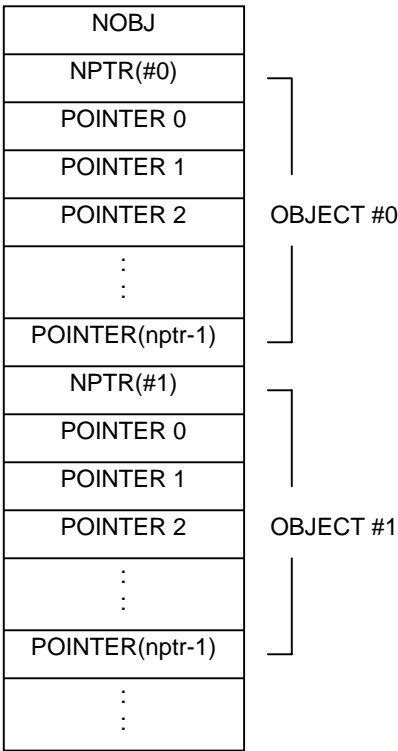 NOBJ
NPTR(#0)
POINTER 0
POINTER 1
POINTER 2 OBJECT #0
:
:
POINTER(nptr-1)
NPTR(#1)
POINTER 0
POINTER 1
POINTER 2 OBJECT #1
:
:
POINTER(nptr-1)
:
: